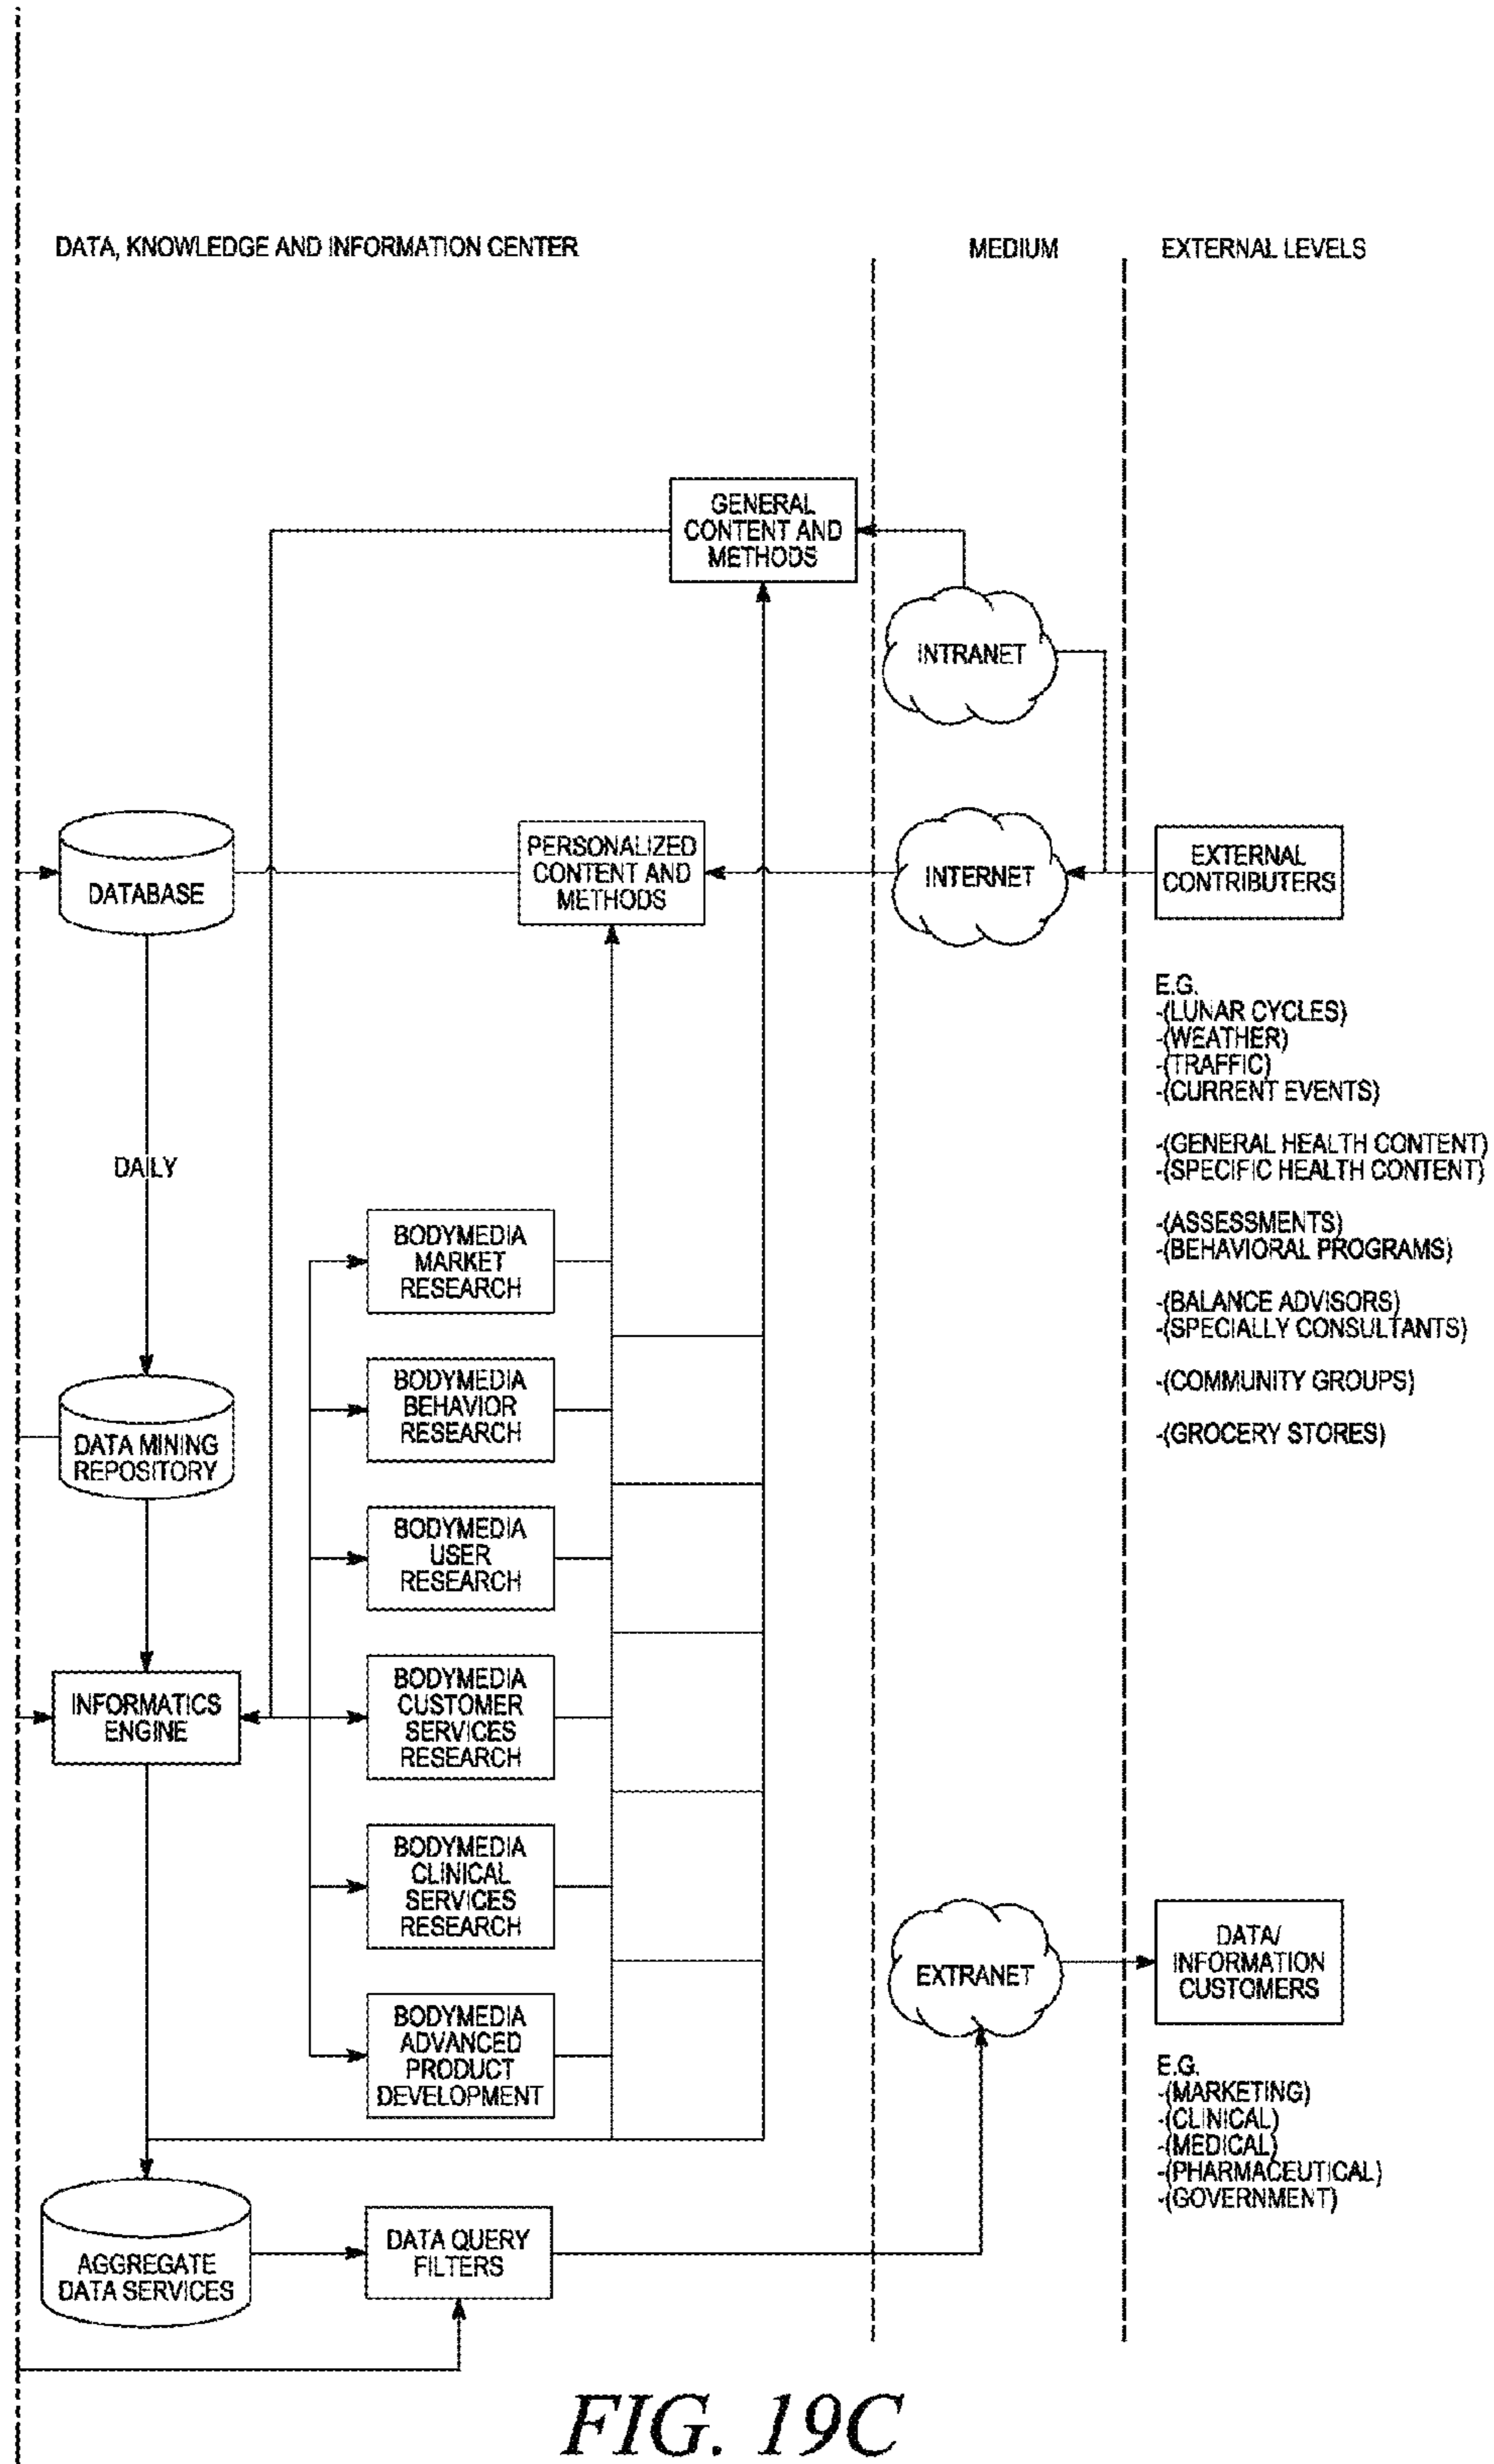 DATA, KNOWLEDGE AND INFORMATION CENTER
MEDIUM
EXTERNAL LEVELS
GENERAL
CONTENT AND
METHODS
INTRANET
DATABASE
PERSONALIZED
CONTENT AND
METHODS
INTERNET
EXTERNAL
CONTRIBUTERS
E.G.
-(LUNAR CYCLES)
-(WEATHER)
-(TRAFFIC)
-(CURRENT EVENTS)
-(GENERAL HEALTH CONTENT)
-(SPECIFIC HEALTH CONTENT)
-(ASSESSMENTS)
-(BEHAVIORAL PROGRAMS)
-(BALANCE ADVISORS)
-(SPECIALLY CONSULTANTS)
-(COMMUNITY GROUPS)
-(GROCERY STORES)
DAILY
BODYMEDIA
MARKET
RESEARCH
BODYMEDIA
BEHAVIOR
RESEARCH
DATA MINING
REPOSITORY
BODYMEDIA
USER
RESEARCH
INFORMATICS
ENGINE
BODYMEDIA
CUSTOMER
SERVICES
RESEARCH
BODYMEDIA
CLINICAL
SERVICES
RESEARCH
EXTRANET
DATA/
INFORMATION
CUSTOMERS
BODYMEDIA
ADVANCED
PRODUCT
DEVELOPMENT
E.G.
-(MARKETING)
-(CLINICAL)
-(MEDICAL)
-(PHARMACEUTICAL)
-(GOVERNMENT)
AGGREGATE
DATA SERVICES
DATA QUERY
FILTERS
FIG. 19C